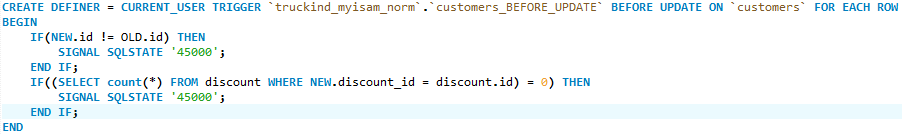 CREATE DEFINER = CURRENT_USER TRIGGER `truckind_myisam_norm`.`customers_BEFORE_UPDATE` BEFORE UPDATE ON `customers` FOR EACH ROW
BEGIN
    IF(NEW.id != OLD.id) THEN
        SIGNAL SQLSTATE '45000';
    END IF;
    IF((SELECT count(*) FROM discount WHERE NEW.discount_id = discount.id) = 0) THEN
        SIGNAL SQLSTATE '45000';
    END IF;
END